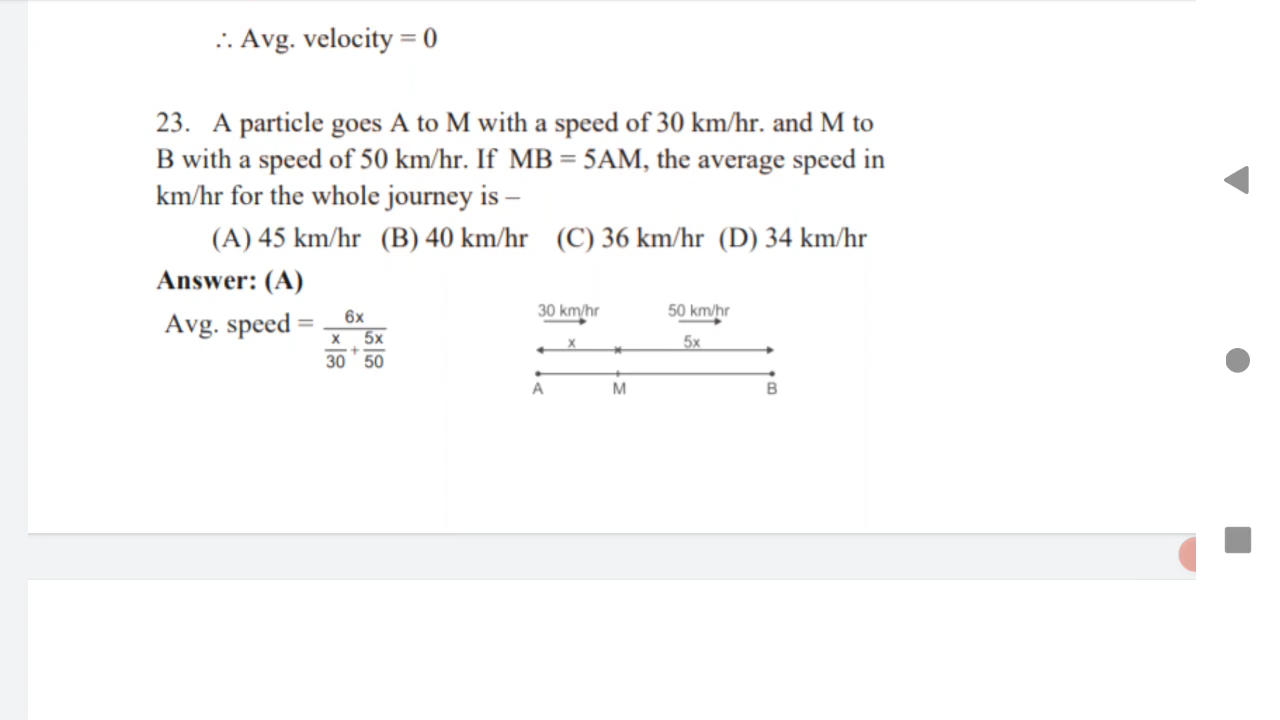 ∴ Avg. velocity = 0
23. A particle goes A to M with a speed of 30 km/hr. and M to
B with a speed of 50 km/hr. If MB = 5AM, the average speed in
km/hr for the whole journey is –
(A) 45 km/hr (B) 40 km/hr (C) 36 km/hr (D) 34 km/hr
Answer: (A)
Avg. speed = 6x / (x/30 + 5x/50)
30 km/hr 50 km/hr
x 5x
A M B